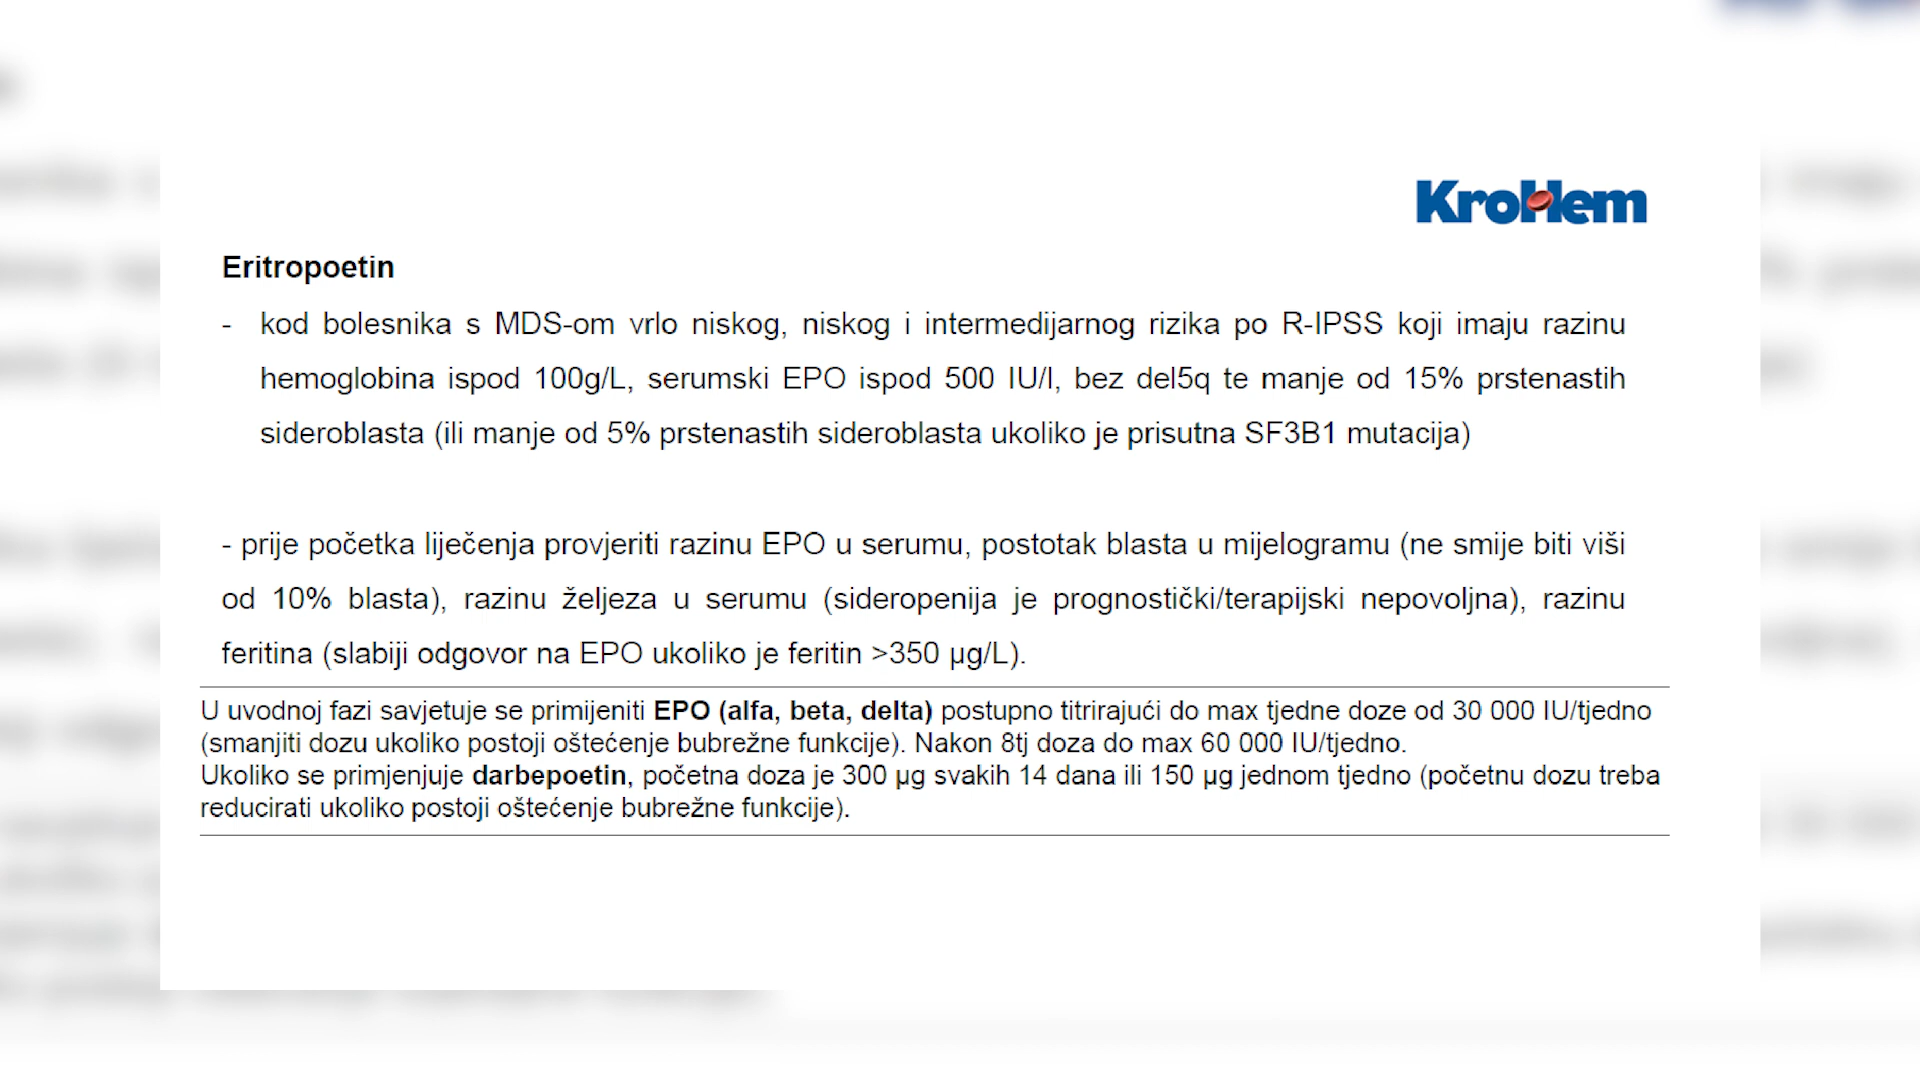 KroHem
Eritropoetin
- kod bolesnika s MDS-om vrlo niskog, niskog i intermedijarnog rizika po R-IPSS koji imaju razinu
hemoglobina ispod 100g/L, serumski EPO ispod 500 IU/l, bez del5q te manje od 15% prstenastih
sideroblasta (ili manje od 5% prstenastih sideroblasta ukoliko je prisutna SF3B1 mutacija)
- prije početka liječenja provjeriti razinu EPO u serumu, postotak blasta u mijelogramu (ne smije biti viši
od 10% blasta), razinu željeza u serumu (sideropenija je prognostički/terapijski nepovoljna), razinu
feritina (slabiji odgovor na EPO ukoliko je feritin >350 µg/L).
U uvodnoj fazi savjetuje se primijeniti EPO (alfa, beta, delta) postupno titrirajući do max tjedne doze od 30 000 IU/tjedno
(smanjiti dozu ukoliko postoji oštećenje bubrežne funkcije). Nakon 8tj doza do max 60 000 IU/tjedno.
Ukoliko se primjenjuje darbepoetin, početna doza je 300 µg svakih 14 dana ili 150 µg jednom tjedno (početnu dozu treba
reducirati ukoliko postoji oštećenje bubrežne funkcije).